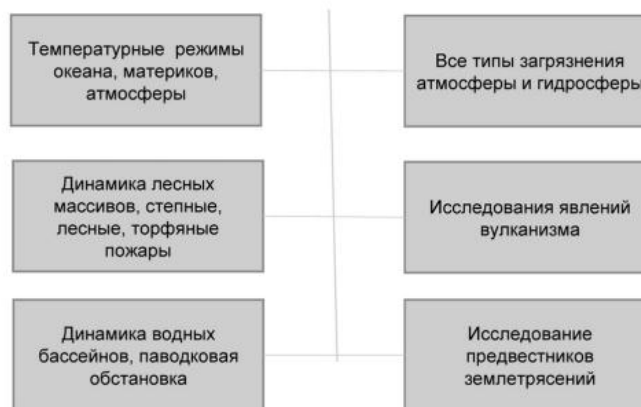 Температурные режимы
океана, материков,
атмосферы
Все типы загрязнения
атмосферы и гидросферы
Динамика лесных
массивов, степные,
лесные, торфяные
пожары
Исследования явлений
вулканизма
Динамика водных
бассейнов, паводковая
обстановка
Исследование
предвестников
землетрясений